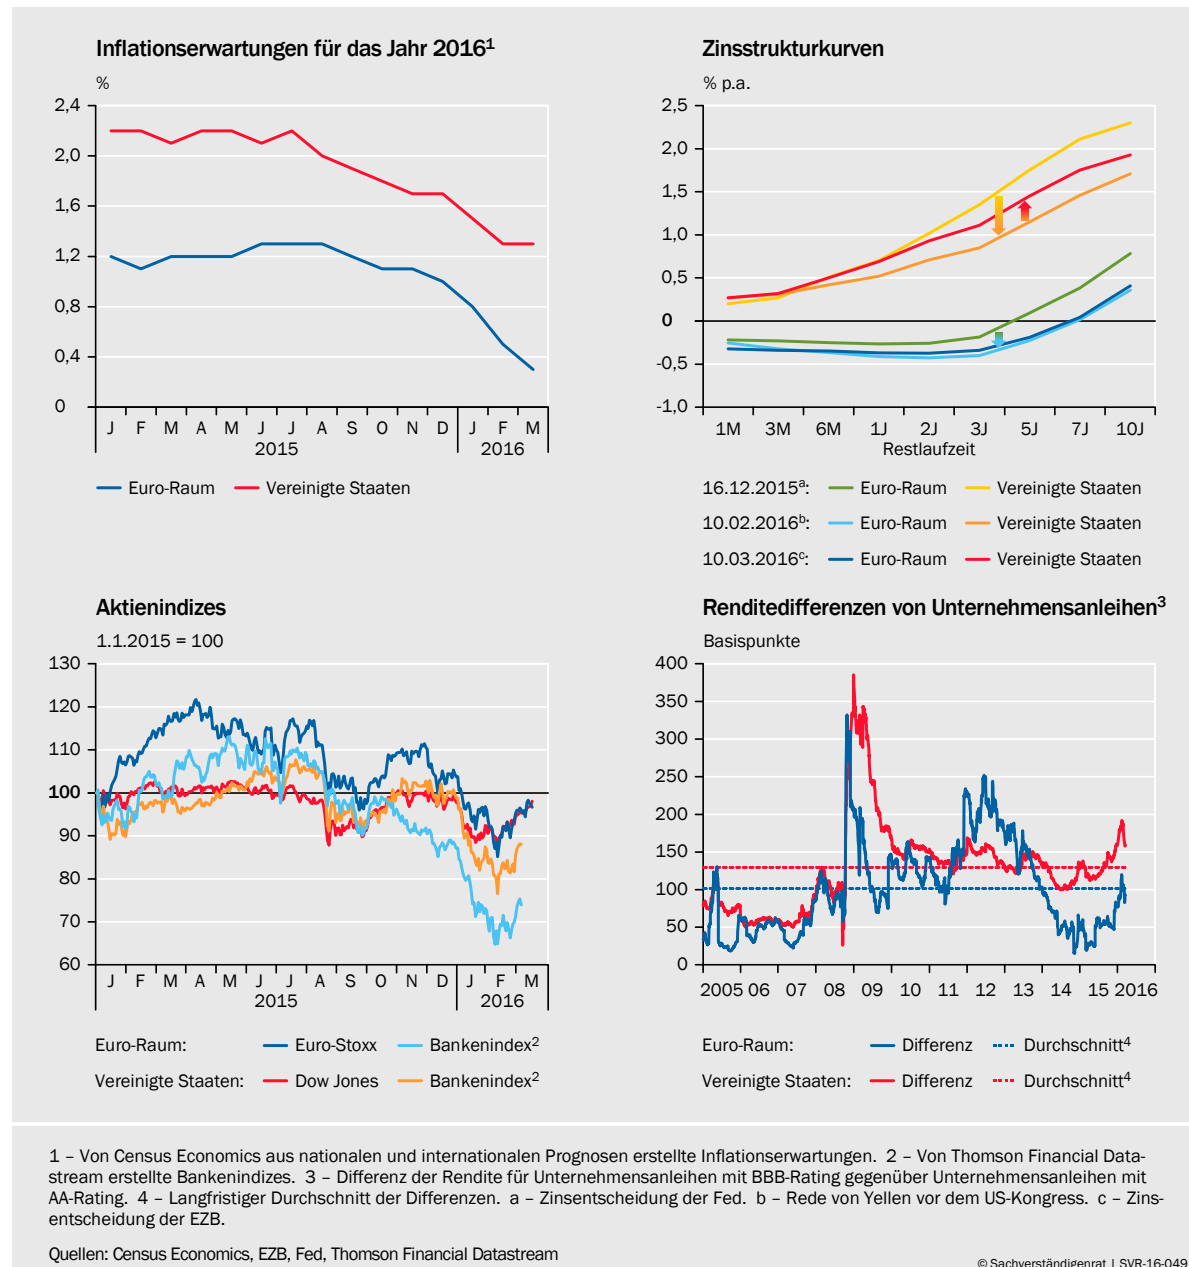 Inflationserwartungen für das Jahr 2016¹
%
2,4
2,0
1,6
1,2
0,8
0,4
0
J F M A M J J A S O N D J F M
2015 2016
Euro-Raum Vereinigte Staaten
Zinsstrukturkurven
% p.a.
2,5
2,0
1,5
1,0
0,5
0
-0,5
-1,0
1M 3M 6M 1J 2J 3J 5J 7J 10J
Restlaufzeit
16.12.2015ᵃ: Euro-Raum Vereinigte Staaten
10.02.2016ᵇ: Euro-Raum Vereinigte Staaten
10.03.2016ᶜ: Euro-Raum Vereinigte Staaten
Aktienindizes
1.1.2015 = 100
130
120
110
100
90
80
70
60
J F M A M J J A S O N D J F M
2015 2016
Euro-Raum: Euro-Stoxx Bankenindex²
Vereinigte Staaten: Dow Jones Bankenindex²
Renditedifferenzen von Unternehmensanleihen³
Basispunkte
400
350
300
250
200
150
100
50
0
2005 06 07 08 09 10 11 12 13 14 15 2016
Euro-Raum: Differenz Durchschnitt⁴
Vereinigte Staaten: Differenz Durchschnitt⁴
1 – Von Census Economics aus nationalen und internationalen Prognosen erstellte Inflationserwartungen. 2 – Von Thomson Financial Data-
stream erstellte Bankenindizes. 3 – Differenz der Rendite für Unternehmensanleihen mit BBB-Rating gegenüber Unternehmensanleihen mit
AA-Rating. 4 – Langfristiger Durchschnitt der Differenzen. a – Zinsentscheidung der Fed. b – Rede von Yellen vor dem US-Kongress. c – Zins-
entscheidung der EZB.
Quellen: Census Economics, EZB, Fed, Thomson Financial Datastream
© Sachverständigenrat | SVR-16-049